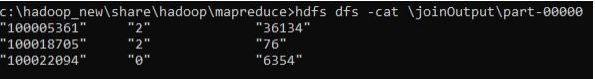 c:\hadoop_new\share\hadoop\mapreduce>hdfs dfs -cat \joinOutput\part-00000
"100005361" "2" "36134"
"100018705" "2" "76"
"100022094" "0" "6354"